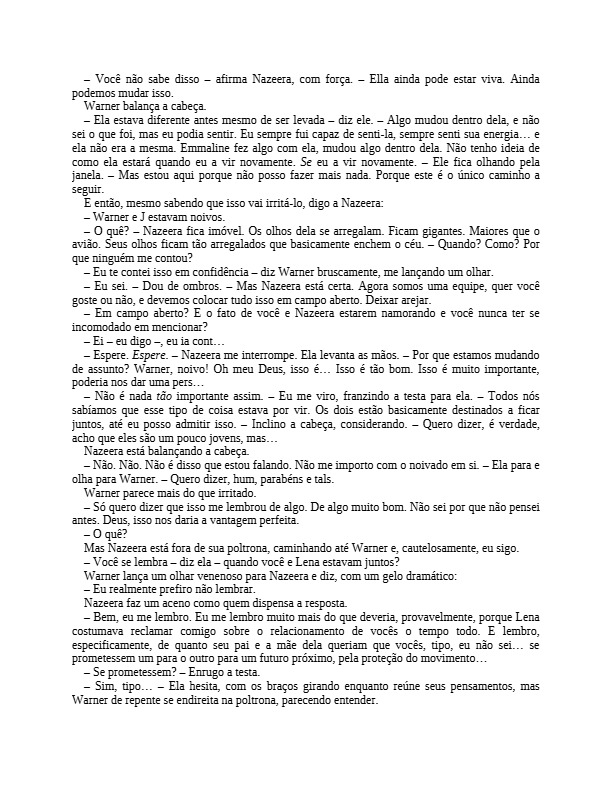 – Você não sabe disso – afirma Nazeera, com força. – Ella ainda pode estar viva. Ainda
podemos mudar isso.
Warner balança a cabeça.
– Ela estava diferente antes mesmo de ser levada – diz ele. – Algo mudou dentro dela, e não
sei o que foi, mas eu podia sentir. Eu sempre fui capaz de senti-la, sempre senti sua energia… e
ela não era a mesma. Emmaline fez algo com ela, mudou algo dentro dela. Não tenho ideia de
como ela estará quando eu a vir novamente. Se eu a vir novamente. – Ele fica olhando pela
janela. – Mas estou aqui porque não posso fazer mais nada. Porque este é o único caminho a
seguir.
E então, mesmo sabendo que isso vai irritá-lo, digo a Nazeera:
– Warner e J estavam noivos.
– O quê? – Nazeera fica imóvel. Os olhos dela se arregalam. Ficam gigantes. Maiores que o
avião. Seus olhos ficam tão arregalados que basicamente enchem o céu. – Quando? Como? Por
que ninguém me contou?
– Eu te contei isso em confidência – diz Warner bruscamente, me lançando um olhar.
– Eu sei. – Dou de ombros. – Mas Nazeera está certa. Agora somos uma equipe, quer você
goste ou não, e devemos colocar tudo isso em campo aberto. Deixar arejar.
– Em campo aberto? E o fato de você e Nazeera estarem namorando e você nunca ter se
incomodado em mencionar?
– Ei – eu digo –, eu ia cont…
– Espere. Espere. – Nazeera me interrompe. Ela levanta as mãos. – Por que estamos mudando
de assunto? Warner, noivo! Oh meu Deus, isso é… Isso é tão bom. Isso é muito importante,
poderia nos dar uma pers…
– Não é nada tão importante assim. – Eu me viro, franzindo a testa para ela. – Todos nós
sabíamos que esse tipo de coisa estava por vir. Os dois estão basicamente destinados a ficar
juntos, até eu posso admitir isso. – Inclino a cabeça, considerando. – Quero dizer, é verdade,
acho que eles são um pouco jovens, mas…
Nazeera está balançando a cabeça.
– Não. Não. Não é disso que estou falando. Não me importo com o noivado em si. – Ela para e
olha para Warner. – Quero dizer, hum, parabéns e tals.
Warner parece mais do que irritado.
– Só quero dizer que isso me lembrou de algo. De algo muito bom. Não sei por que não pensei
antes. Deus, isso nos daria a vantagem perfeita.
– O quê?
Mas Nazeera está fora de sua poltrona, caminhando até Warner e, cautelosamente, eu sigo.
– Você se lembra – diz ela – quando você e Lena estavam juntos?
Warner lança um olhar venenoso para Nazeera e diz, com um gelo dramático:
– Eu realmente prefiro não lembrar.
Nazeera faz um aceno como quem dispensa a resposta.
– Bem, eu me lembro. Eu me lembro muito mais do que deveria, provavelmente, porque Lena
costumava reclamar comigo sobre o relacionamento de vocês o tempo todo. E lembro,
especificamente, de quanto seu pai e a mãe dela queriam que vocês, tipo, eu não sei… se
prometessem um para o outro para um futuro próximo, pela proteção do movimento…
– Se prometessem? – Enrugo a testa.
– Sim, tipo… – Ela hesita, com os braços girando enquanto reúne seus pensamentos, mas
Warner de repente se endireita na poltrona, parecendo entender.